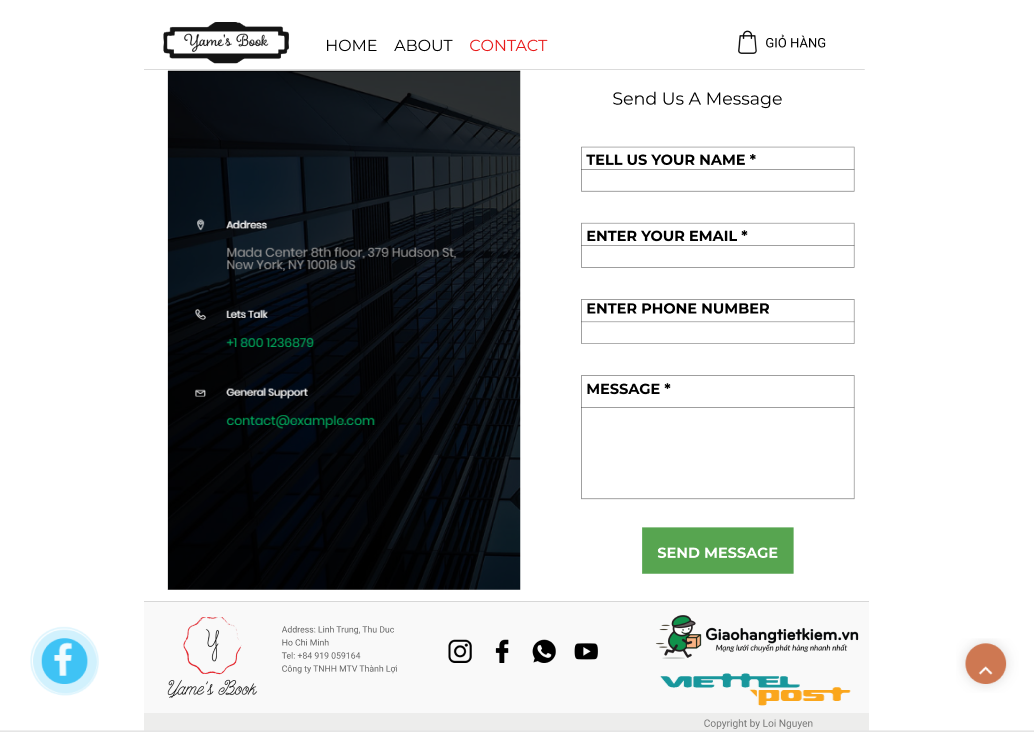 Yame's Book
HOME ABOUT CONTACT
GIỎ HÀNG
Address
Mada Center 8th floor, 379 Hudson St,
New York, NY 10018 US
Lets Talk
+1 800 1236879
General Support
contact@example.com
Send Us A Message
TELL US YOUR NAME *
ENTER YOUR EMAIL *
ENTER PHONE NUMBER
MESSAGE *
SEND MESSAGE
Y
Yame's Book
Address: Linh Trung, Thu Duc
Ho Chi Minh
Tel: +84 919 059164
Công ty TNHH MTV Thành Lợi
Giaohangtietkiem.vn
Mạng lưới chuyển phát hàng nhanh nhất
VIETTEL
post
Copyright by Loi Nguyen